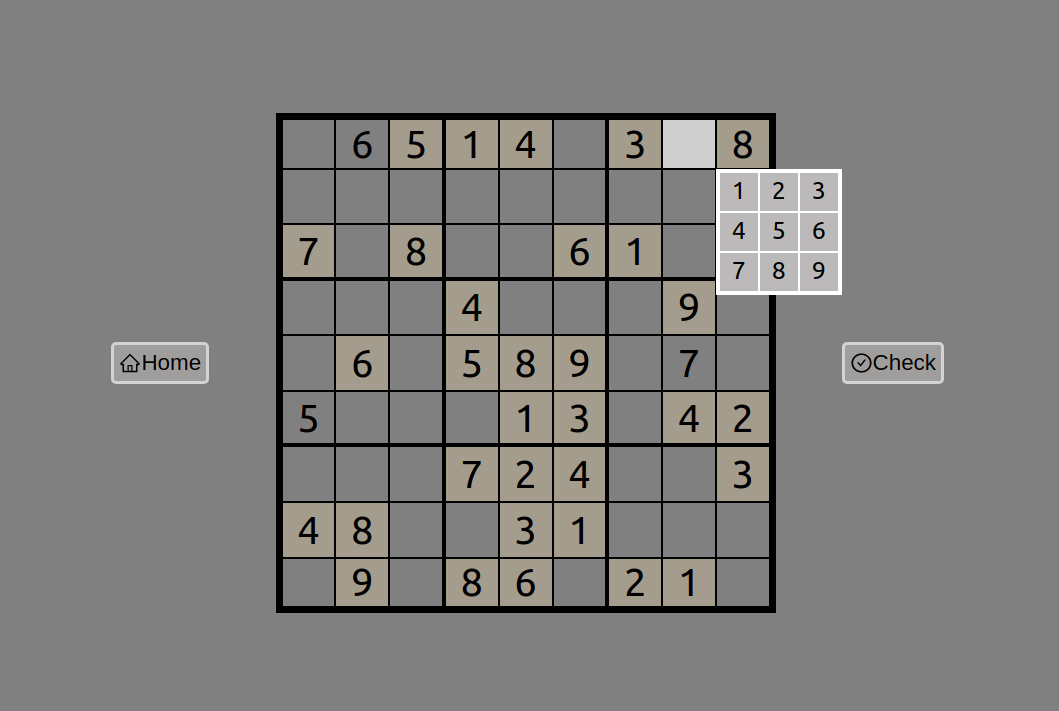 6 5 1 4 3 8
1 2 3
7 8 6 1
4 5 6
7 8 9
4 9
Home
6 5 8 9 7
Check
5 1 3 4 2
7 2 4 3
4 8 3 1
9 8 6 2 1